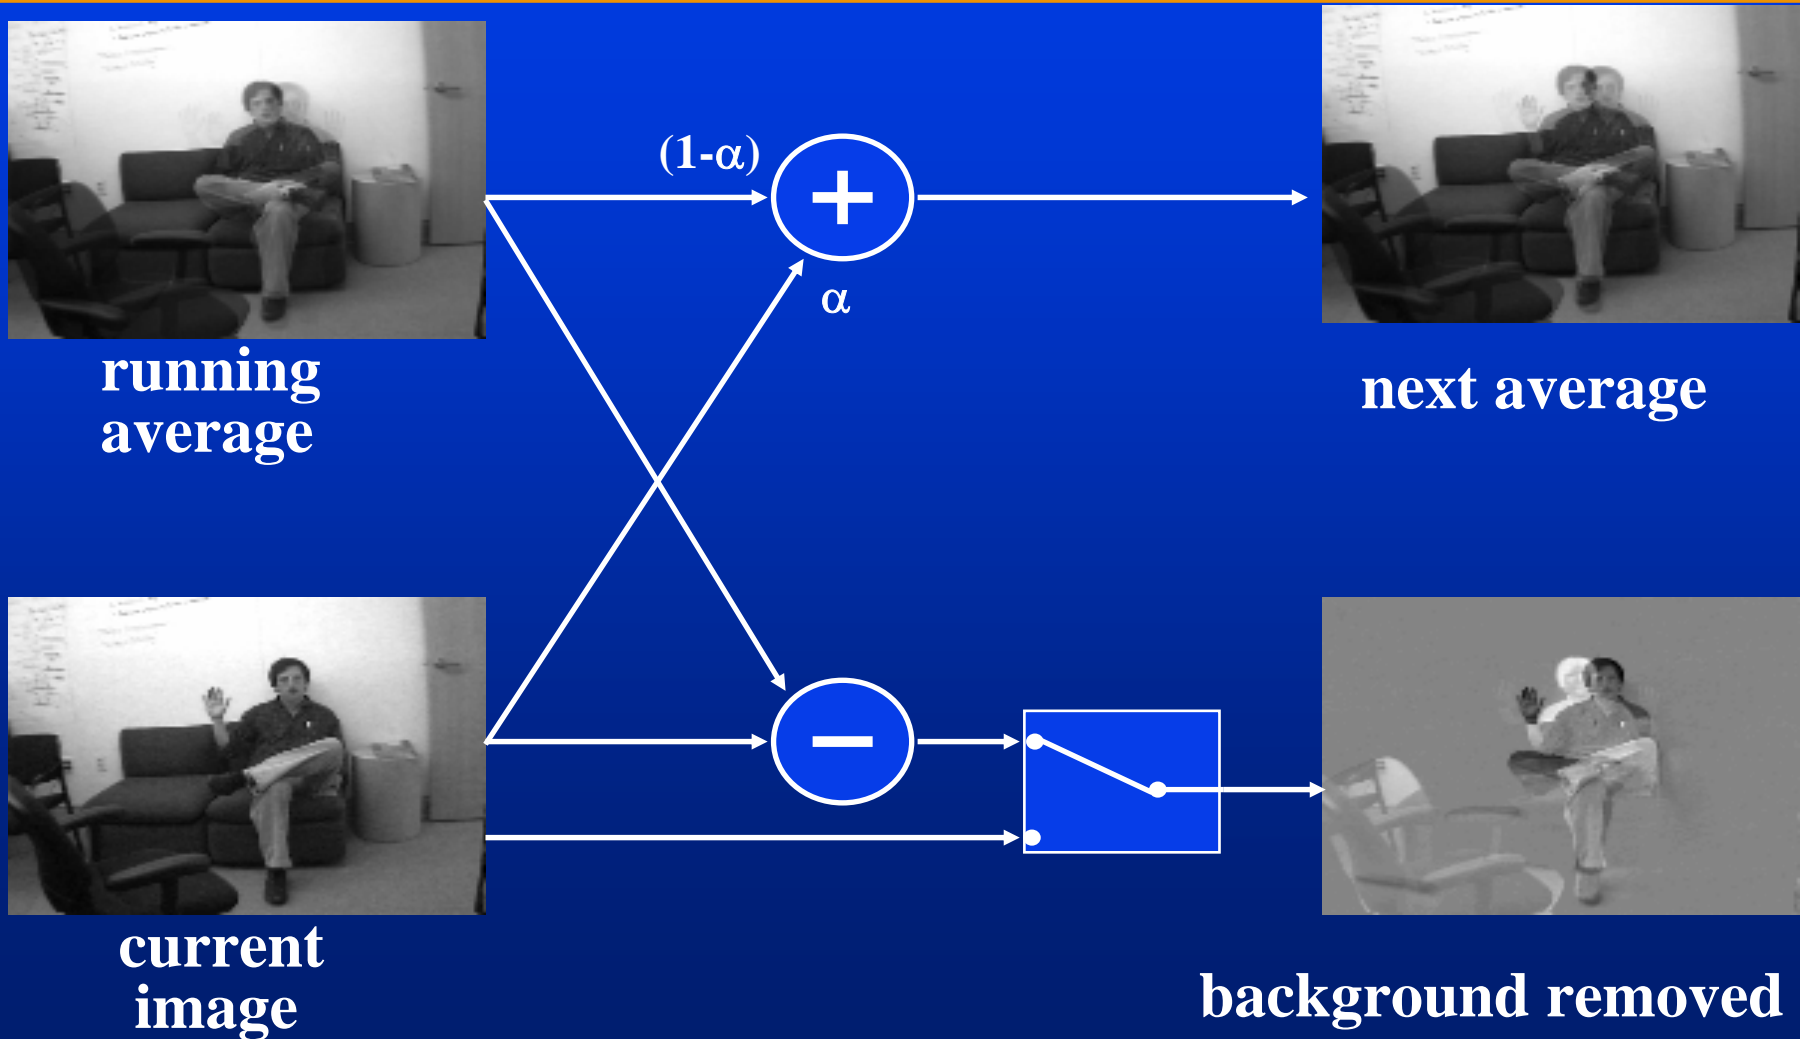 (1-α)
+
α
running
average
next average
−
current
image
background removed